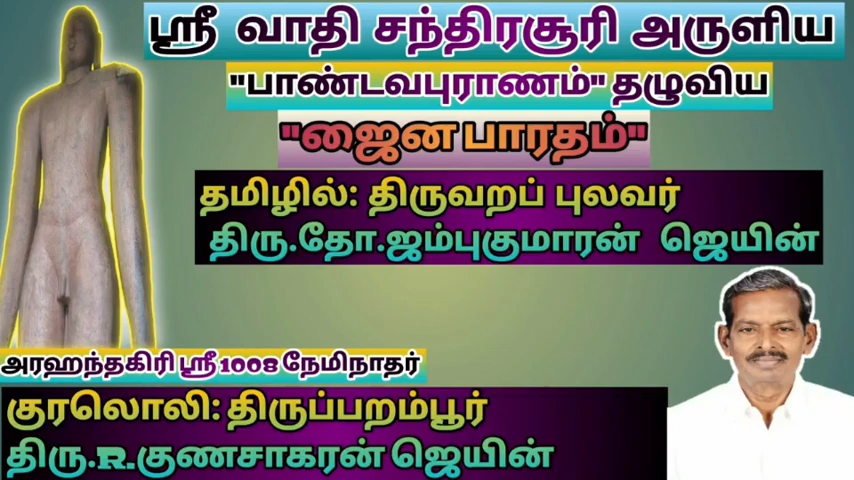 ஸ்ரீ வாதி சந்திரசூரி அருளிய
"பாண்டவபுராணம்" தழுவிய
"ஜைன பாரதம்"
தமிழில்: திருவறப் புலவர்
திரு.தோ.ஜம்புகுமாரன் ஜெயின்
அரஹந்தகிரி ஸ்ரீ 1008 நேமிநாதர்
குரலொலி: திருப்பறம்பூர்
திரு.R.குணசாகரன் ஜெயின்